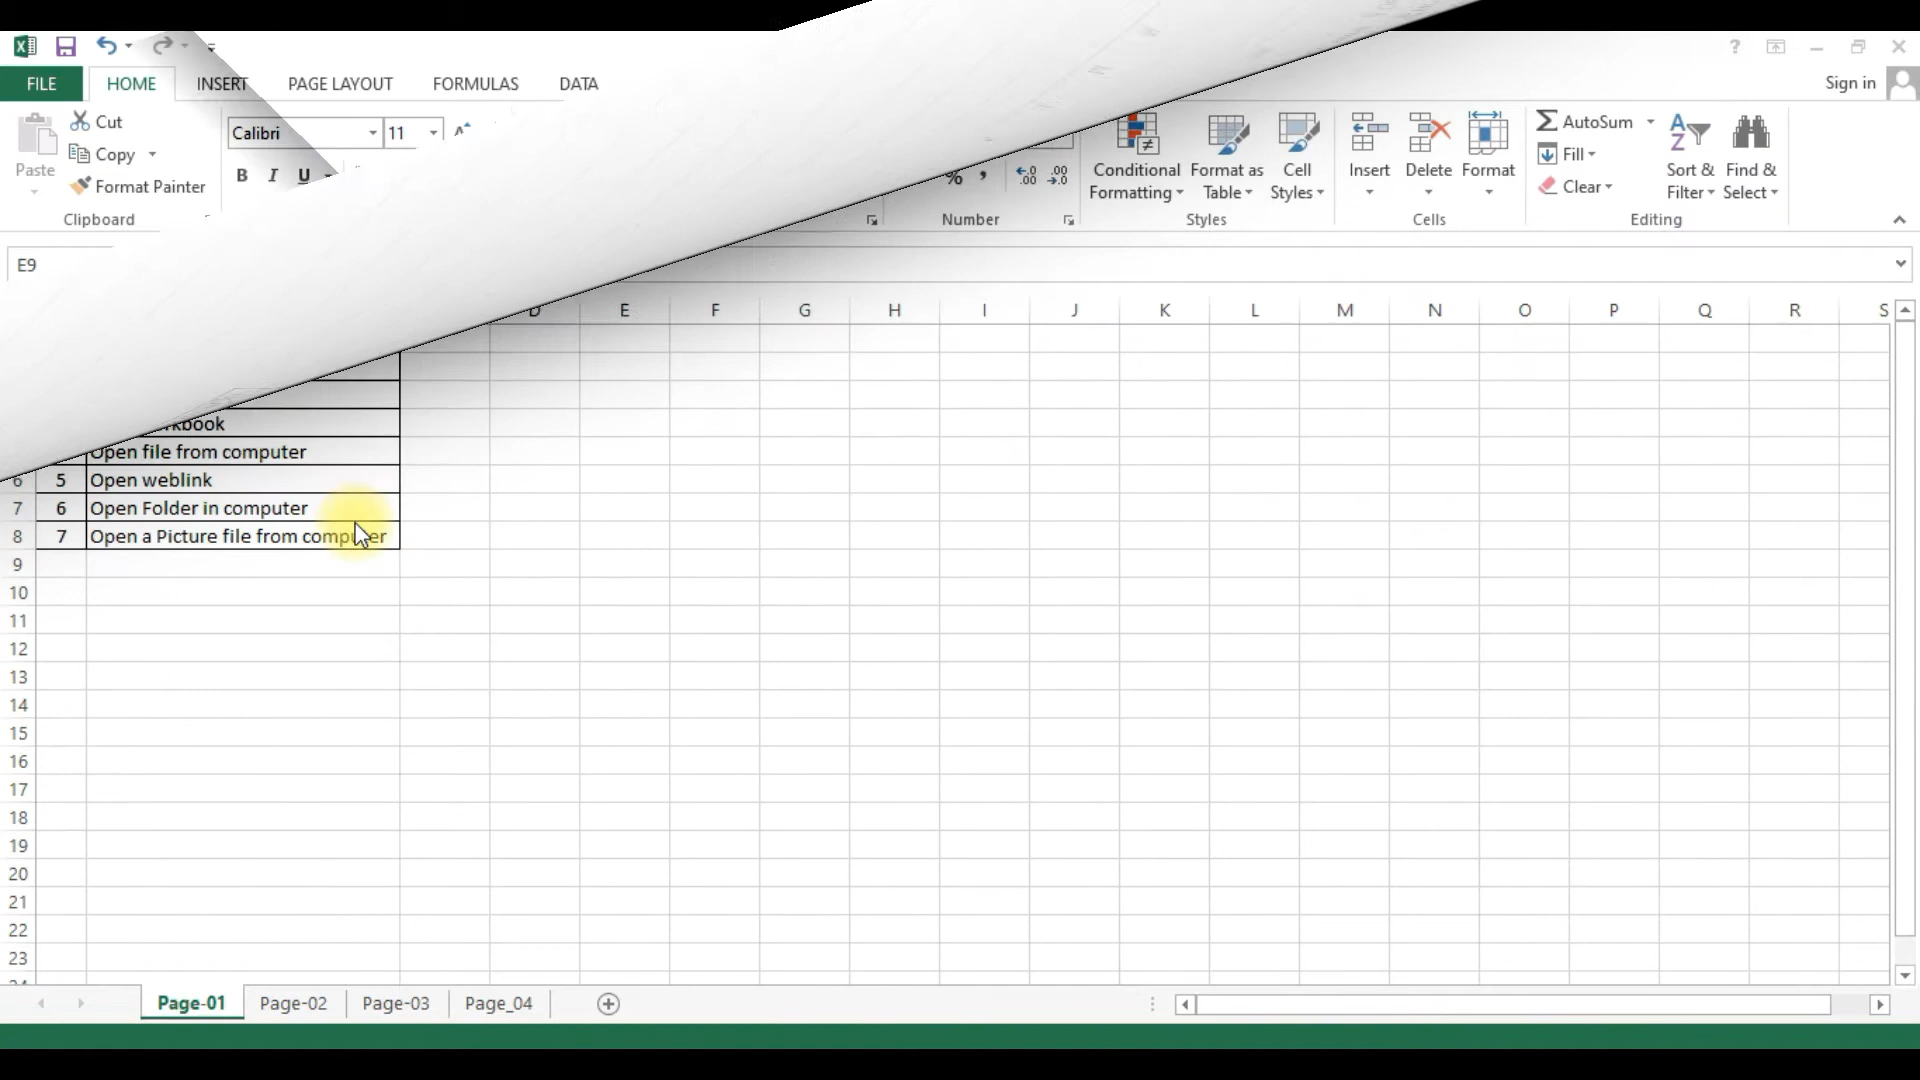 FILE HOME INSERT PAGE LAYOUT FORMULAS DATA Sign in
Cut
Copy
Format Painter
Paste
Clipboard
Calibri 11
B I U
% ,
Number
Conditional Formatting
Format as Table
Cell Styles
Styles
Insert Delete Format
Cells
AutoSum
Fill
Clear
Sort & Filter
Find & Select
Editing
E9
D E F G H I J K L M N O P Q R S
Open file from computer
6 5 Open weblink
7 6 Open Folder in computer
8 7 Open a Picture file from computer
9
10
11
12
13
14
15
16
17
18
19
20
21
22
23
Page-01 Page-02 Page-03 Page_04